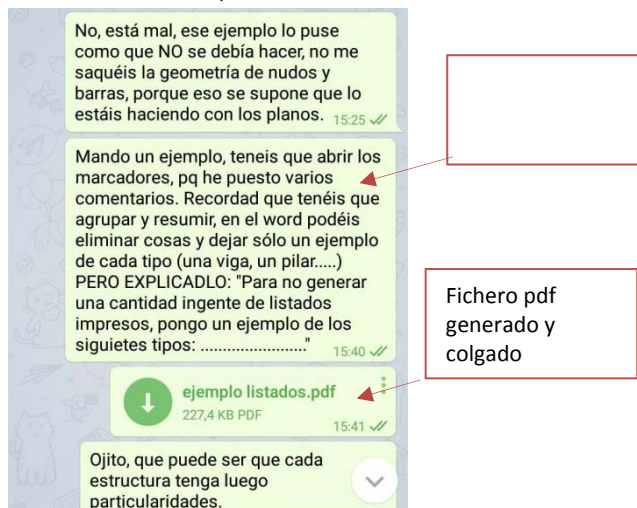 No, está mal, ese ejemplo lo puse
como que NO se debía hacer, no me
saquéis la geometría de nudos y
barras, porque eso se supone que lo
estáis haciendo con los planos. 15:25
Mando un ejemplo, teneis que abrir los
marcadores, pq he puesto varios
comentarios. Recordad que tenéis que
agrupar y resumir, en el word podéis
eliminar cosas y dejar sólo un ejemplo
de cada tipo (una viga, un pilar.....)
PERO EXPLICADLO: "Para no generar
una cantidad ingente de listados
impresos, pongo un ejemplo de los
siguietes tipos: ........................" 15:40
Fichero pdf
generado y
colgado
ejemplo listados.pdf
227,4 KB PDF
15:41
Ojito, que puede ser que cada
estructura tenga luego
particularidades.